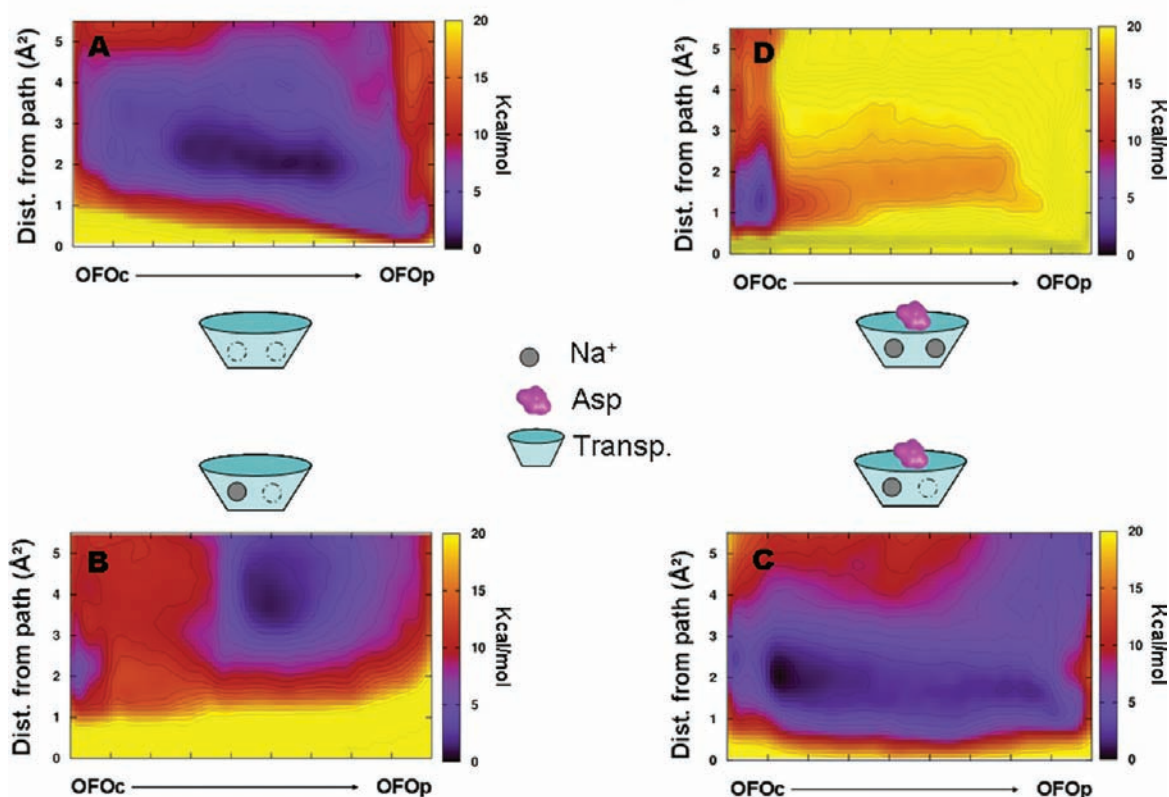 A
Dist. from path (Å²)
5
4
3
2
1
0
20
15
10
5
0
Kcal/mol
OFOc
OFOp
D
Dist. from path (Å²)
5
4
3
2
1
0
20
15
10
5
0
Kcal/mol
OFOc
OFOp
Na⁺
Asp
Transp.
B
Dist. from path (Å²)
5
4
3
2
1
0
20
15
10
5
0
Kcal/mol
OFOc
OFOp
C
Dist. from path (Å²)
5
4
3
2
1
0
20
15
10
5
0
Kcal/mol
OFOc
OFOp